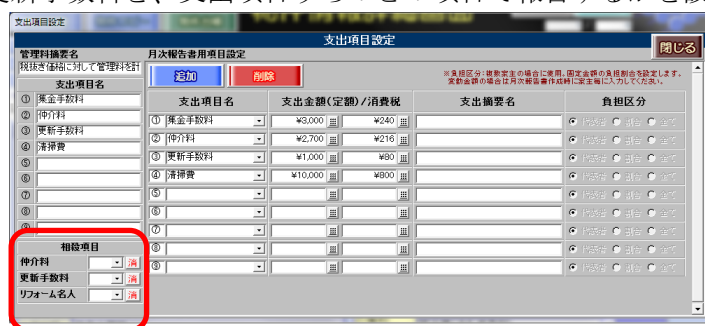 支出項目設定
支出項目設定
閉じる
管理料摘要名
税抜き価格に対して管理料を計
支出項目名
① 集金手数料
② 仲介料
③ 更新手数料
④ 清掃費
⑤
⑥
⑦
⑧
相殺項目
仲介料 消
更新手数料 消
リフォーム名人 消
月次報告書用項目設定
追加 削除
※負担区分:複数家主の場合に使用。固定金額の負担割合を設定します。
変動金額の場合は月次報告書作成時に家主毎に入力してください。
支出項目名 支出金額(定額)/消費税 支出摘要名 負担区分
① 集金手数料 ¥3,000 ¥240
② 仲介料 ¥2,700 ¥216
③ 更新手数料 ¥1,000 ¥80
④ 清掃費 ¥10,000 ¥800
⑤
⑥
⑦
⑧
⑨